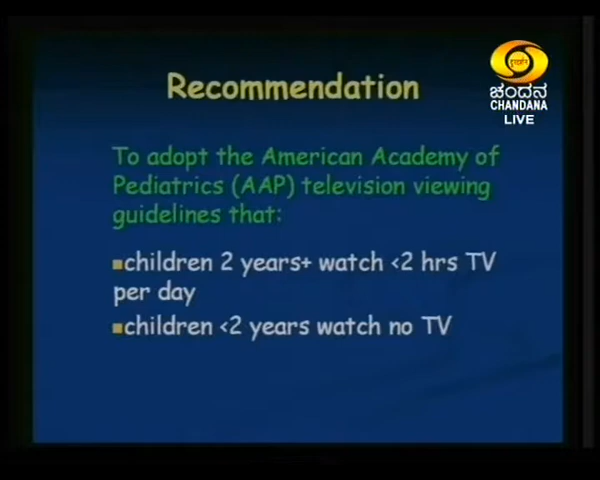 Recommendation
ಚಂದನ
CHANDANA
LIVE
To adopt the American Academy of
Pediatrics (AAP) television viewing
guidelines that:
▪children 2 years+ watch <2 hrs TV
per day
▪children <2 years watch no TV